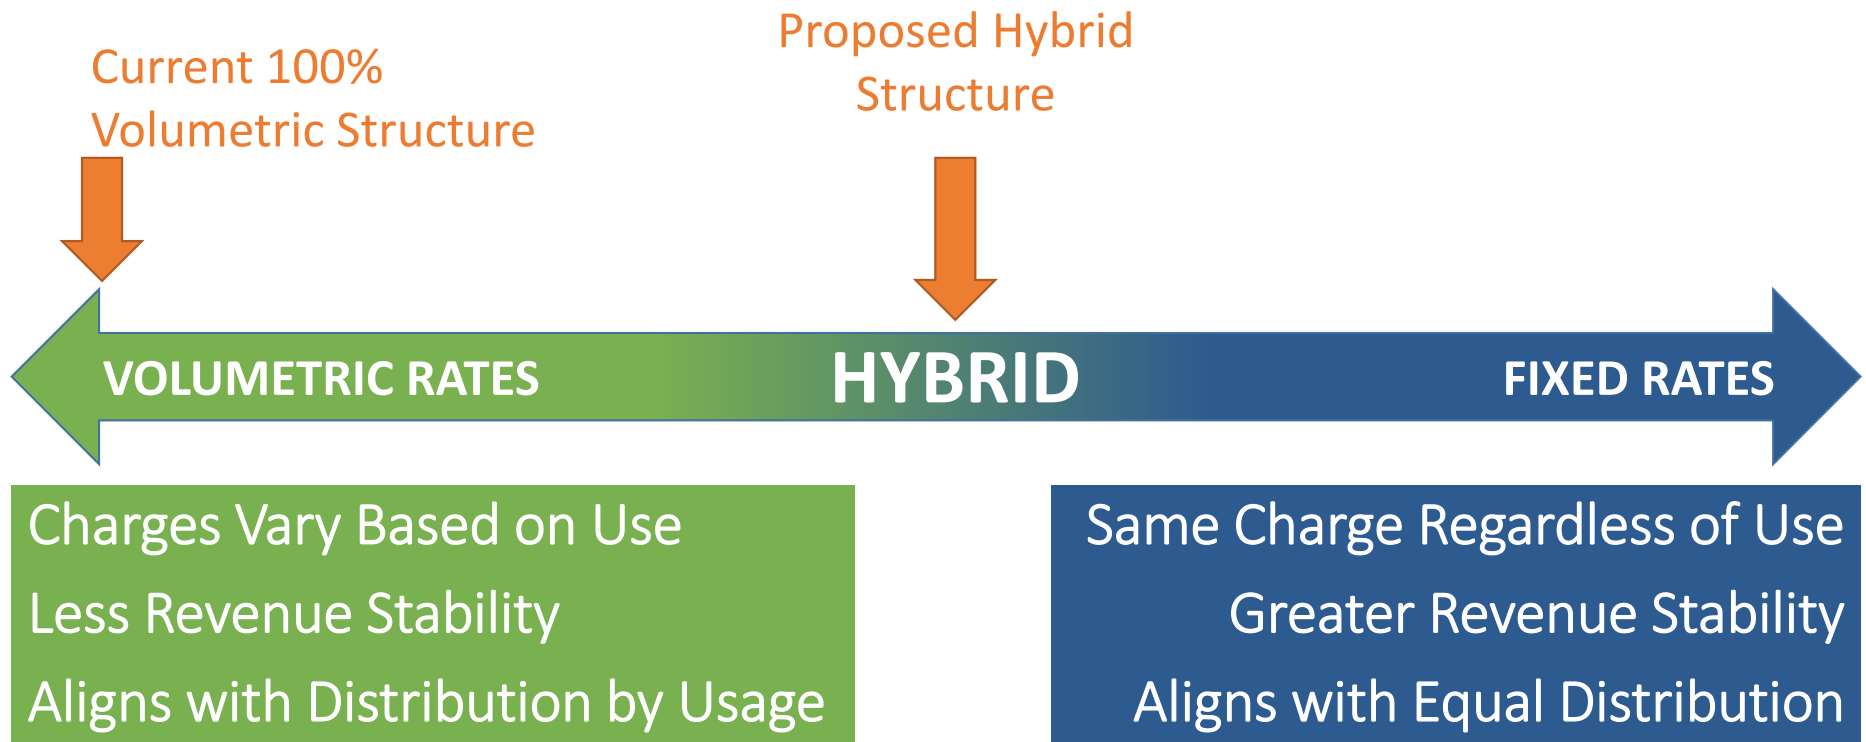 Current 100%
Volumetric Structure
Proposed Hybrid
Structure
VOLUMETRIC RATES
HYBRID
FIXED RATES
Charges Vary Based on Use
Less Revenue Stability
Aligns with Distribution by Usage
Same Charge Regardless of Use
Greater Revenue Stability
Aligns with Equal Distribution